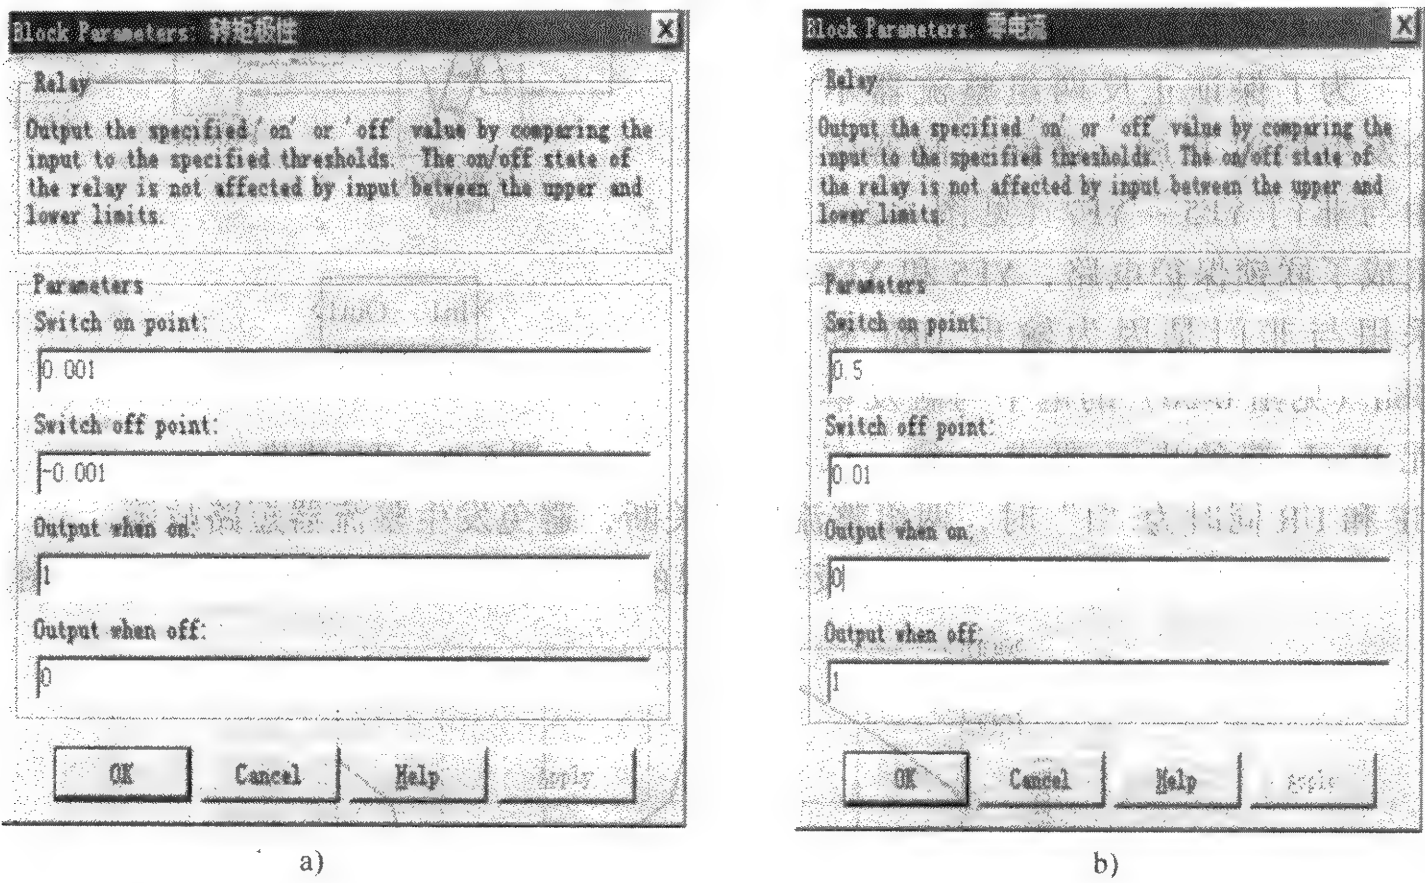 Block Parameters: 转矩极性
Relay
Output the specified 'on' or 'off' value by comparing the
input to the specified thresholds. The on/off state of
the relay is not affected by input between the upper and
lower limits.
Parameters
Switch on point:
0.001
Switch off point:
-0.001
Output when on:
1
Output when off:
0
OK
Cancel
Help
Apply
a)
Block Parameters: 零电流
Relay
Output the specified 'on' or 'off' value by comparing the
input to the specified thresholds. The on/off state of
the relay is not affected by input between the upper and
lower limits.
Parameters
Switch on point:
0.5
Switch off point:
0.01
Output when on:
0
Output when off:
1
OK
Cancel
Help
Apply
b)